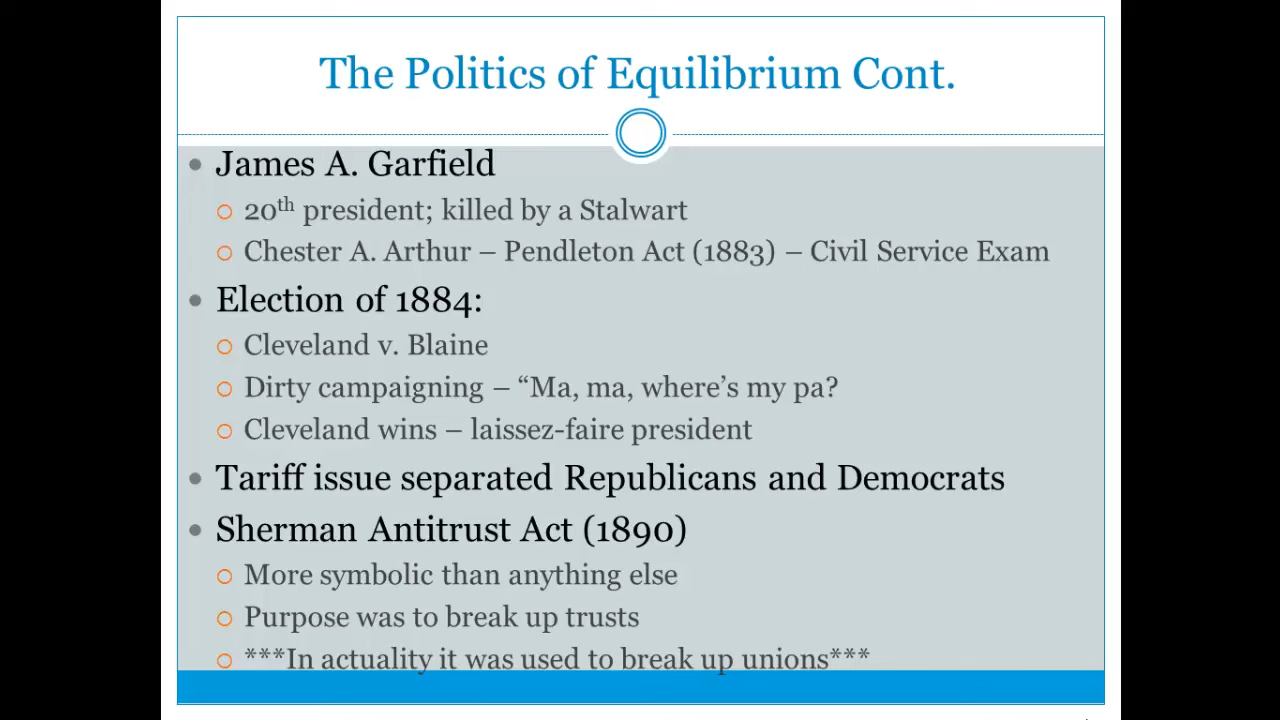 The Politics of Equilibrium Cont.
• James A. Garfield
○ 20th president; killed by a Stalwart
○ Chester A. Arthur – Pendleton Act (1883) – Civil Service Exam
• Election of 1884:
○ Cleveland v. Blaine
○ Dirty campaigning – “Ma, ma, where’s my pa?
○ Cleveland wins – laissez-faire president
• Tariff issue separated Republicans and Democrats
• Sherman Antitrust Act (1890)
○ More symbolic than anything else
○ Purpose was to break up trusts
○ ***In actuality it was used to break up unions***